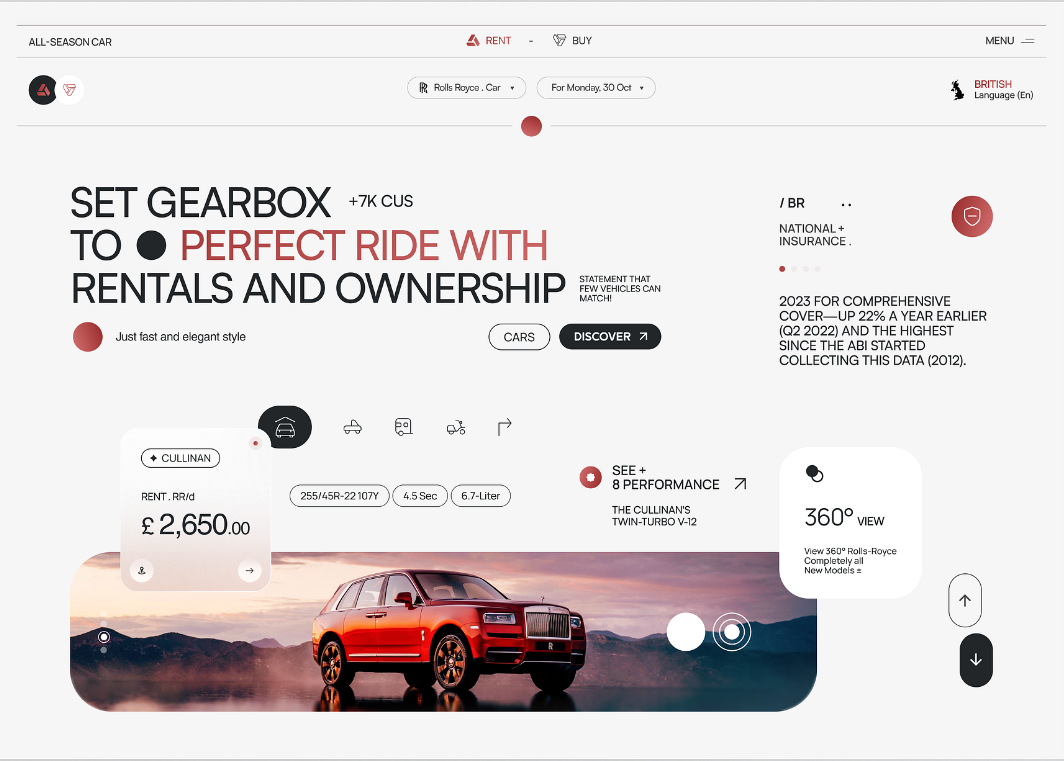 ALL-SEASON CAR
RENT - BUY
MENU
Rolls Royce . Car
For Monday, 30 Oct
BRITISH
Language (En)
SET GEARBOX +7K CUS
TO PERFECT RIDE WITH
RENTALS AND OWNERSHIP
STATEMENT THAT
FEW VEHICLES CAN
MATCH!
Just fast and elegant style
CARS
DISCOVER
/ BR
NATIONAL +
INSURANCE .
2023 FOR COMPREHENSIVE
COVER—UP 22% A YEAR EARLIER
(Q2 2022) AND THE HIGHEST
SINCE THE ABI STARTED
COLLECTING THIS DATA (2012).
CULLINAN
RENT . RR/d
£ 2,650.00
255/45R-22 107Y
4.5 Sec
6.7-Liter
SEE +
8 PERFORMANCE
THE CULLINAN'S
TWIN-TURBO V-12
360° VIEW
View 360° Rolls-Royce
Completely all
New Models ±